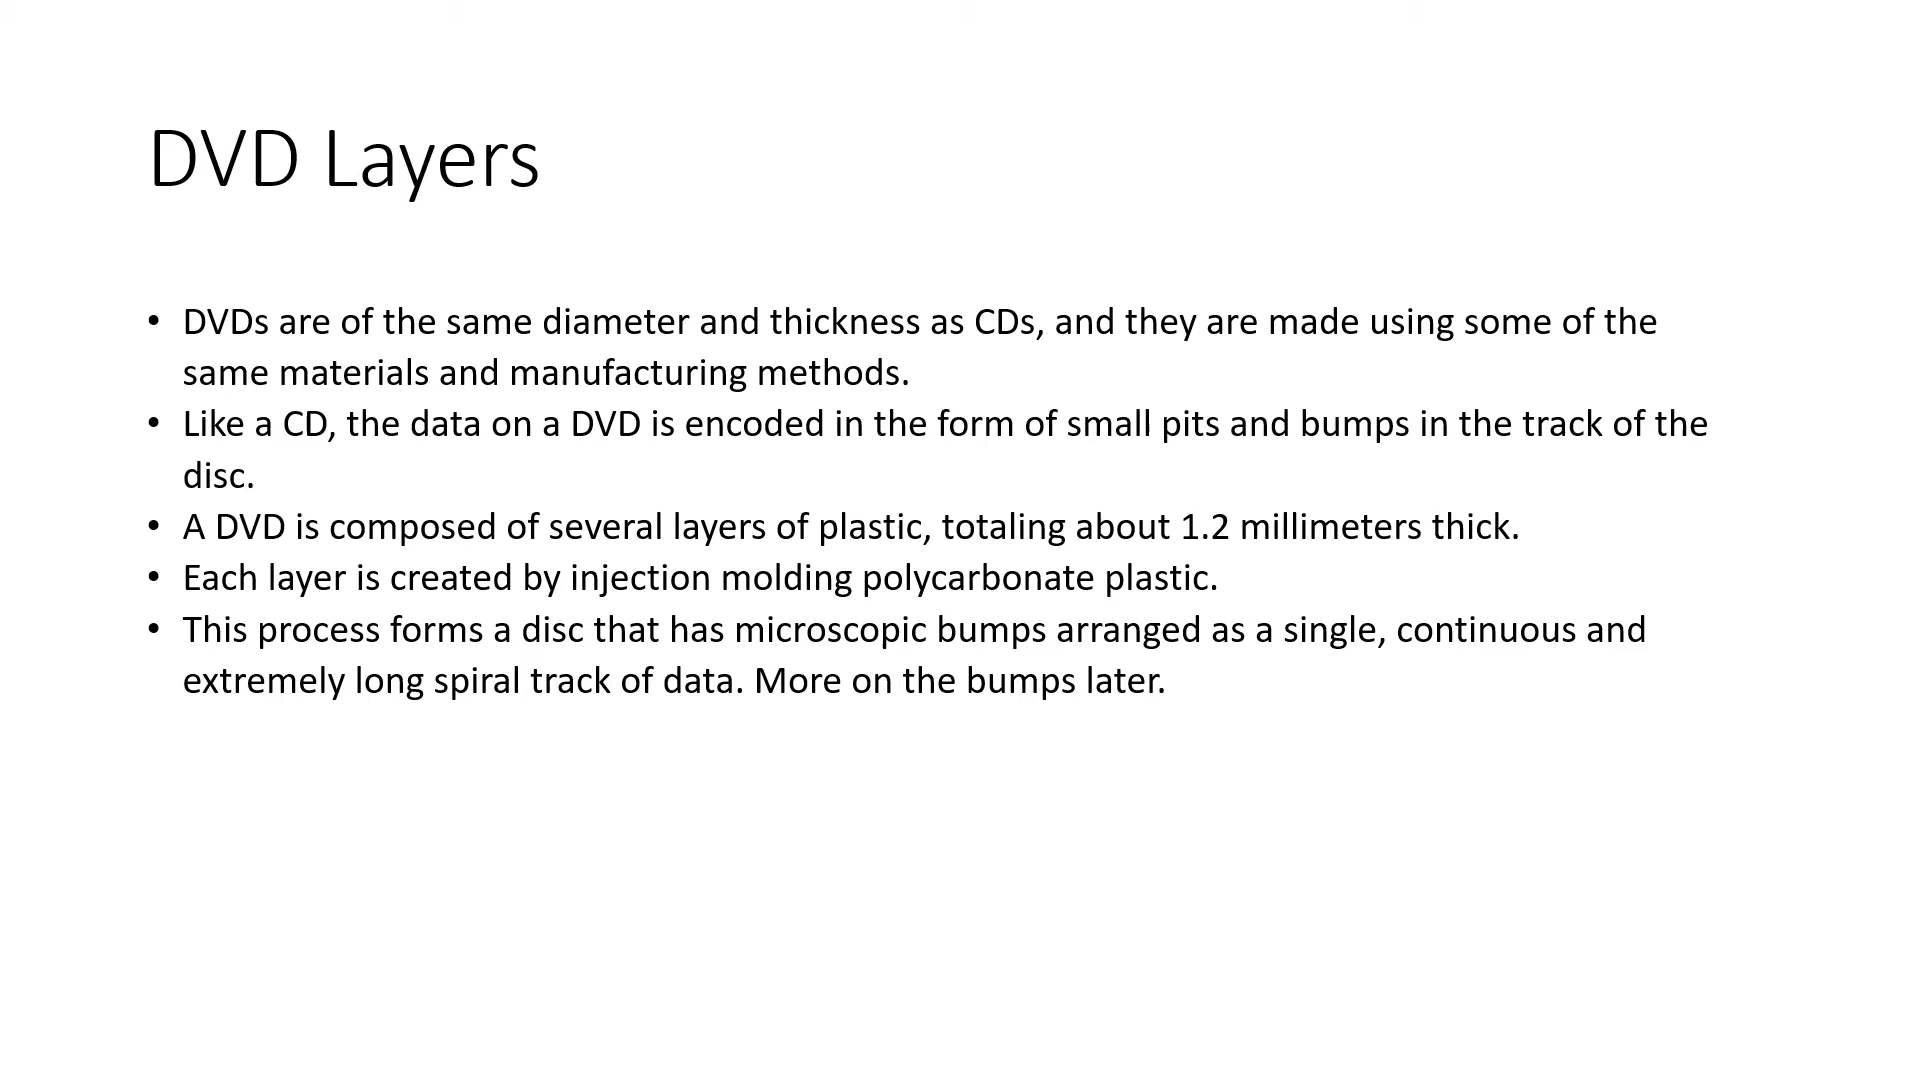 DVD Layers
• DVDs are of the same diameter and thickness as CDs, and they are made using some of the
same materials and manufacturing methods.
• Like a CD, the data on a DVD is encoded in the form of small pits and bumps in the track of the
disc.
• A DVD is composed of several layers of plastic, totaling about 1.2 millimeters thick.
• Each layer is created by injection molding polycarbonate plastic.
• This process forms a disc that has microscopic bumps arranged as a single, continuous and
extremely long spiral track of data. More on the bumps later.